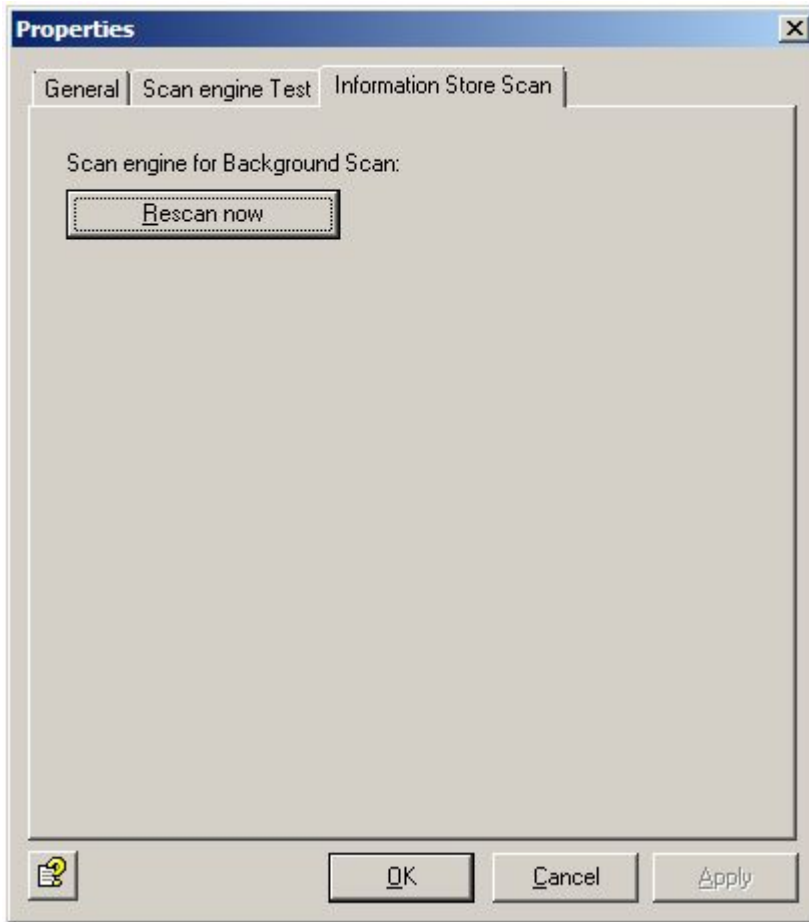 Properties
General Scan engine Test Information Store Scan
Scan engine for Background Scan:
Rescan now
OK Cancel Apply